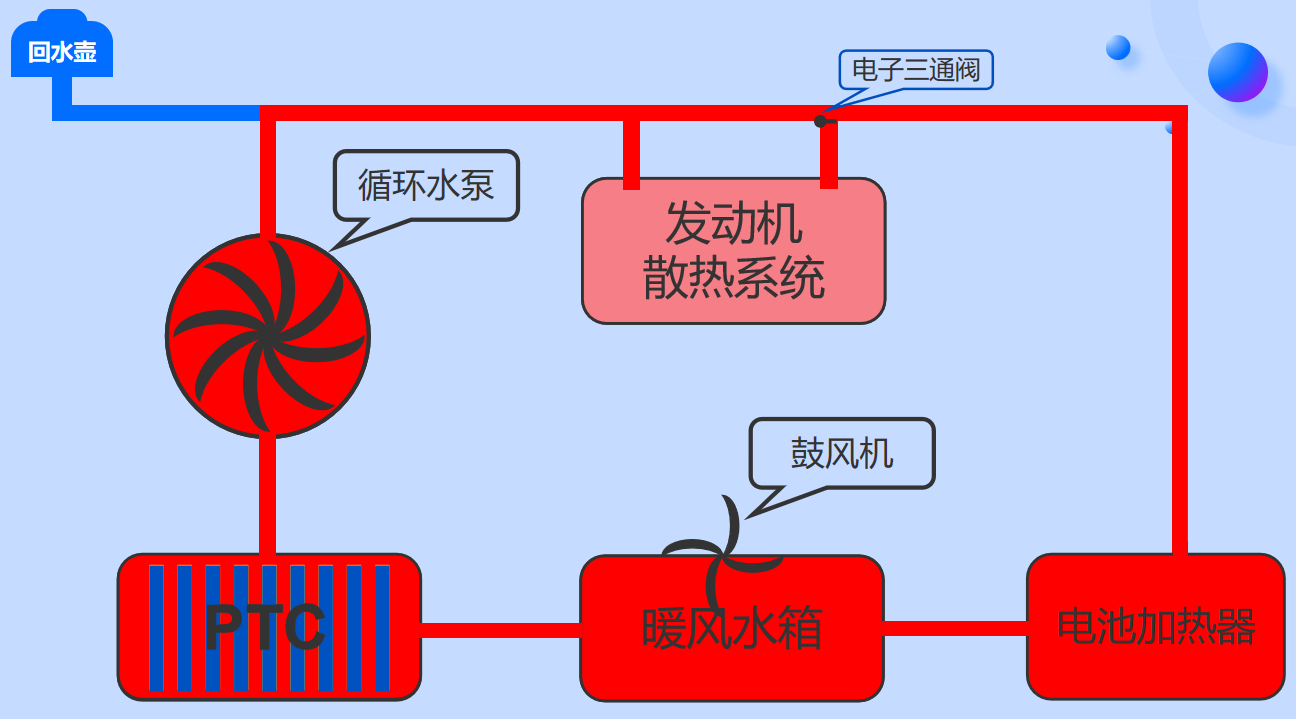 回水壶
电子三通阀
循环水泵
发动机
散热系统
鼓风机
PTC
暖风水箱
电池加热器